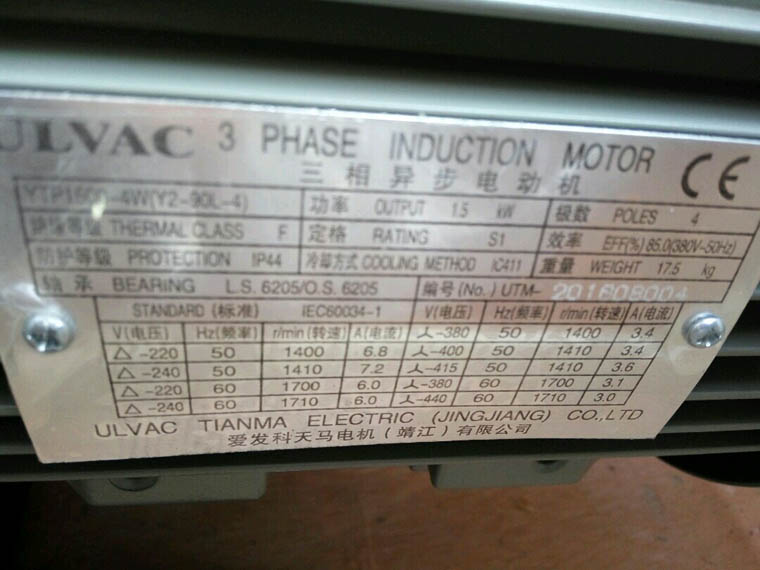 ULVAC 3 PHASE INDUCTION MOTOR CE
三相异步电动机
YTP1500-4W(Y2-90L-4) 功率 OUTPUT 1.5 kW 极数 POLES 4
绝缘等级 THERMAL CLASS F 定格 RATING S1 效率 EFF(%) 85.0(380V-50Hz)
防护等级 PROTECTION IP44 冷却方式 COOLING METHOD IC411 重量 WEIGHT 17.5 kg
轴承 BEARING L.S. 6205/O.S. 6205 编号(No.) UTM-201608004
STANDARD (标准) IEC60034-1 V(电压) Hz(频率) r/min(转速) A(电流)
V(电压) Hz(频率) r/min(转速) A(电流) 人-380 50 1400 3.4
△-220 50 1400 6.8 人-400 50 1410 3.4
△-240 50 1410 7.2 人-415 50 1410 3.6
△-220 60 1700 6.0 人-380 60 1700 3.1
△-240 60 1710 6.0 人-440 60 1710 3.0
ULVAC TIANMA ELECTRIC (JINGJIANG) CO.,LTD
爱发科天马电机(靖江)有限公司